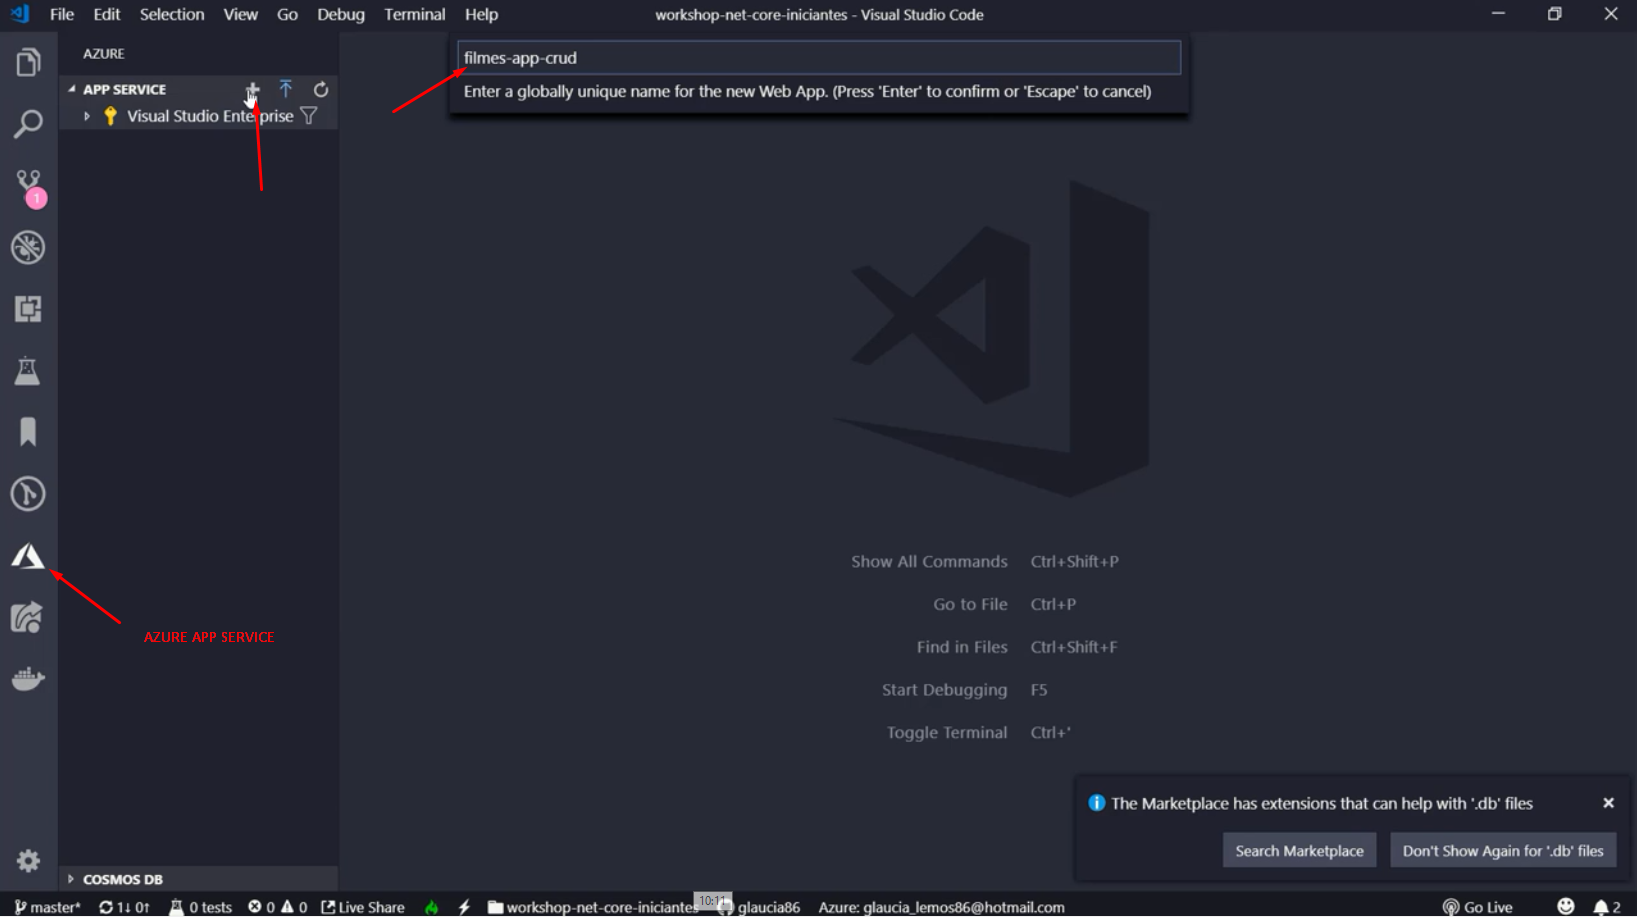 File Edit Selection View Go Debug Terminal Help
workshop-net-core-iniciantes - Visual Studio Code
AZURE
filmes-app-crud
APP SERVICE
Enter a globally unique name for the new Web App. (Press 'Enter' to confirm or 'Escape' to cancel)
Visual Studio Enterprise
1
Show All Commands Ctrl+Shift+P
Go to File Ctrl+P
Find in Files Ctrl+Shift+F
Start Debugging F5
Toggle Terminal Ctrl+'
AZURE APP SERVICE
The Marketplace has extensions that can help with '.db' files
Search Marketplace Don't Show Again for '.db' files
COSMOS DB
master* 1↓ 0↑ 0 tests 0 0 Live Share workshop-net-core-iniciantes 10:11 glaucia86 Azure: glaucia_lemos86@hotmail.com Go Live 2